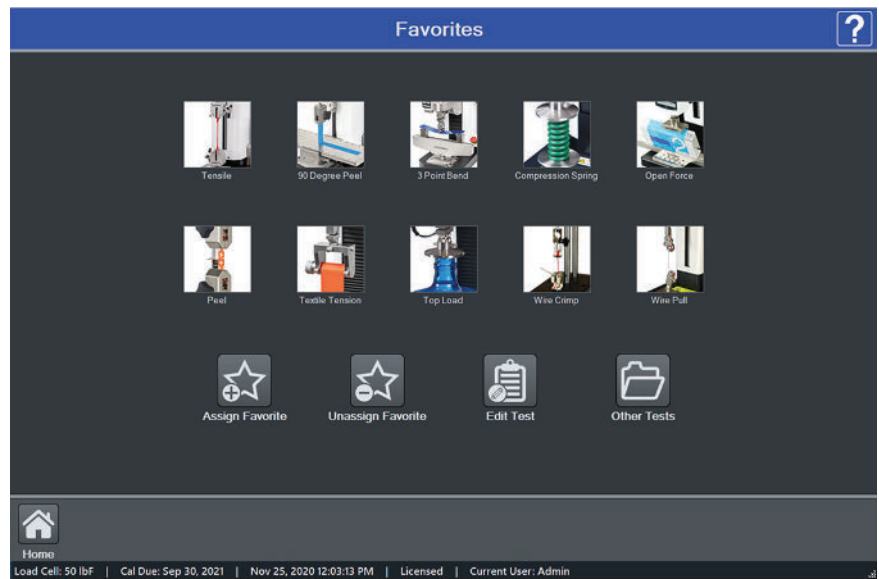 Favorites
?
Tensile 90 Degree Peel 3 Point Bend Compression Spring Open Force
Peel Textile Tension Top Load Wire Crimp Wire Pull
Assign Favorite Unassign Favorite Edit Test Other Tests
Home
Load Cell: 50 lbF | Cal Due: Sep 30, 2021 | Nov 25, 2020 12:03:13 PM | Licensed | Current User: Admin